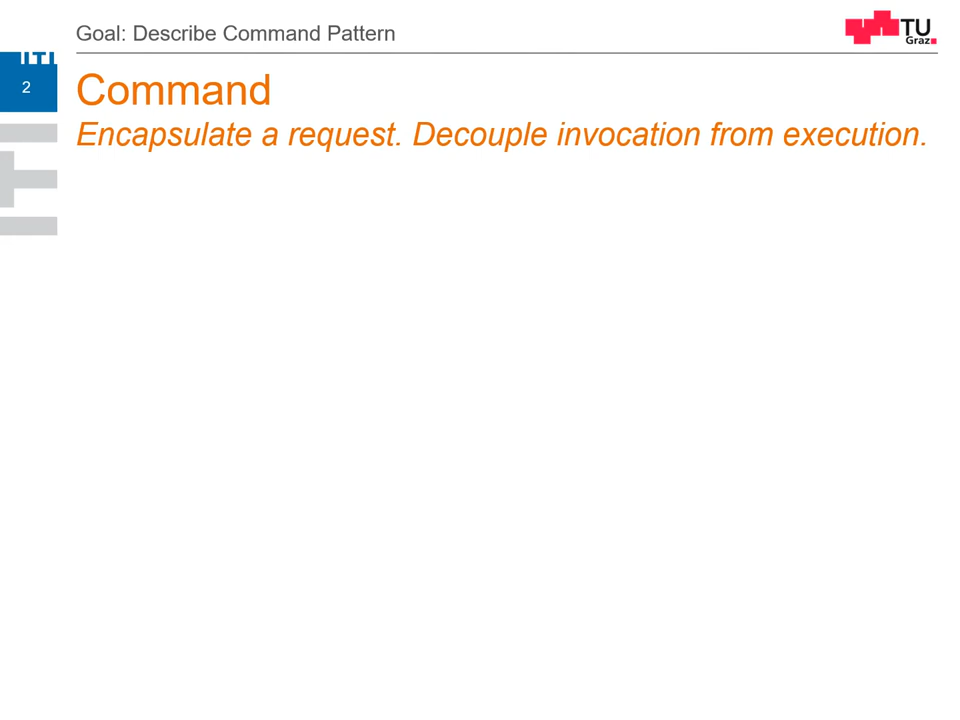 Goal: Describe Command Pattern
TU
Graz
2
Command
Encapsulate a request. Decouple invocation from execution.